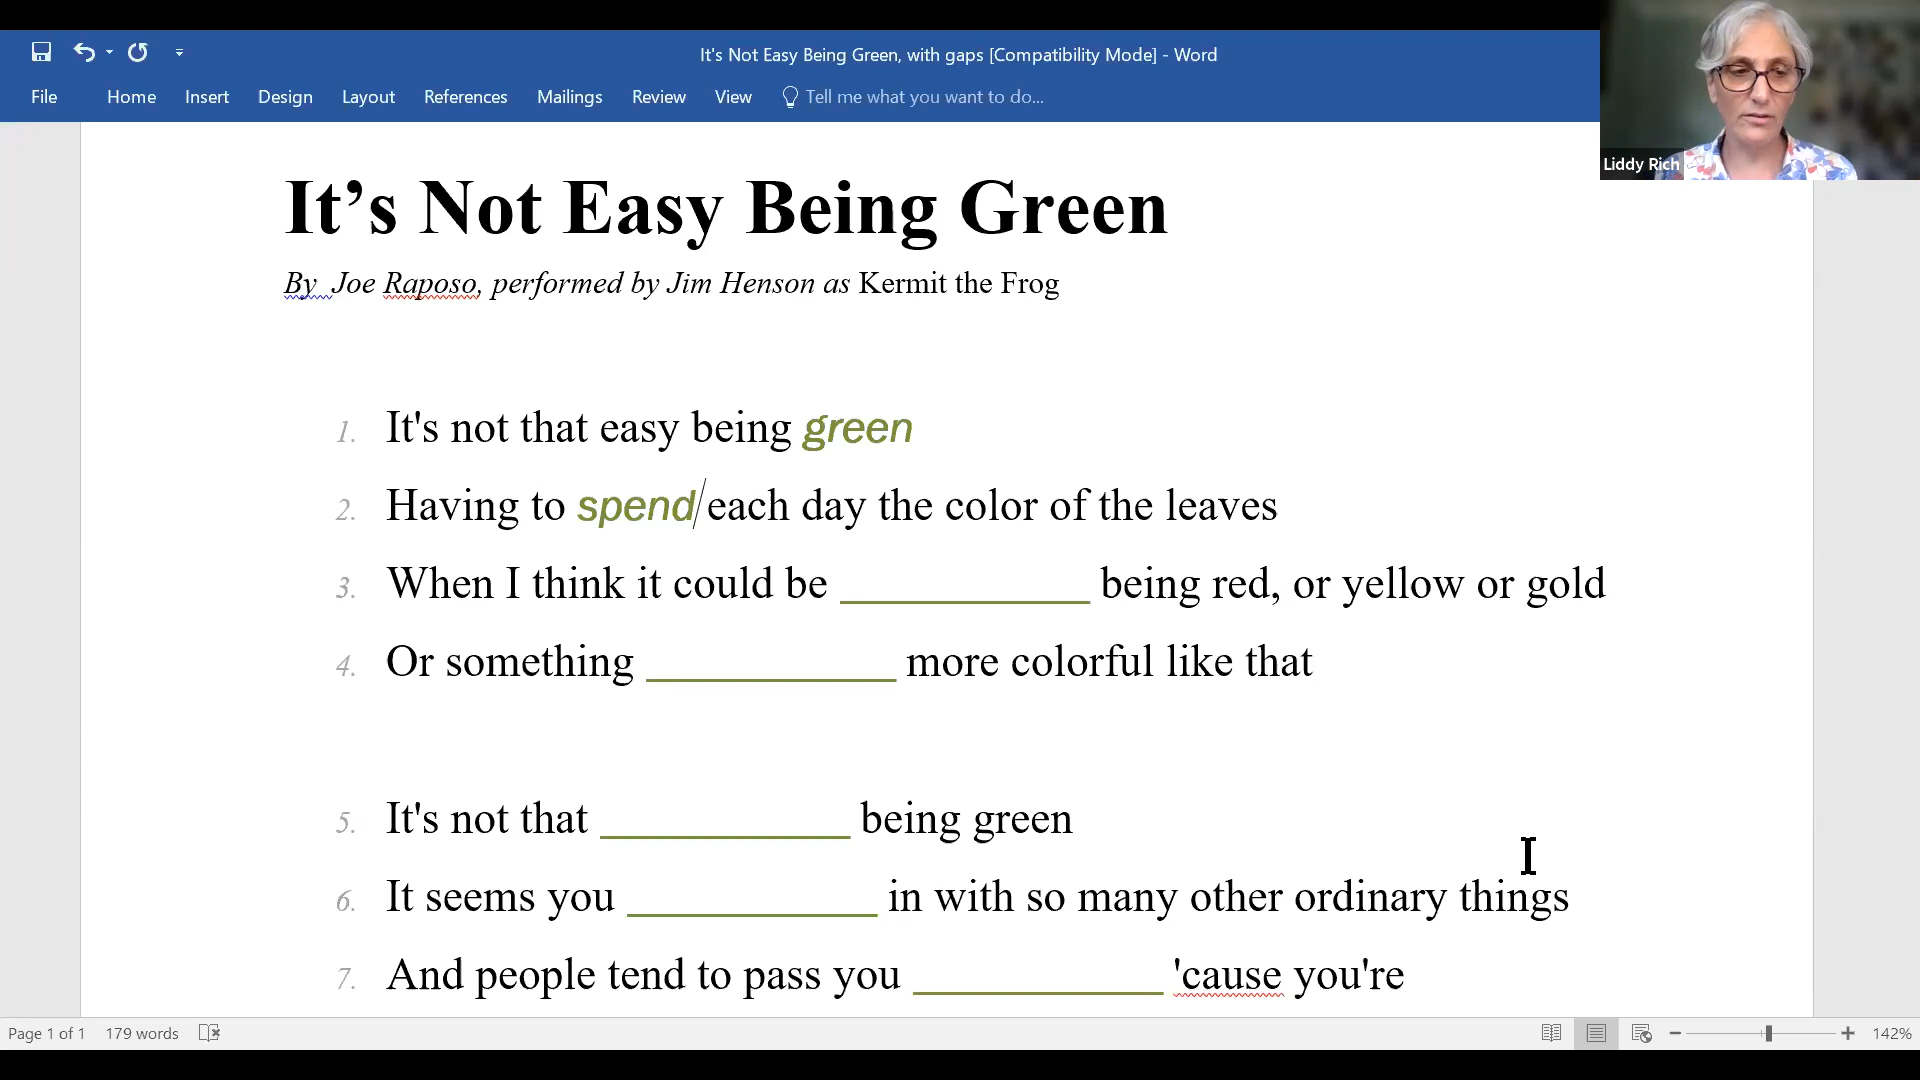 It's Not Easy Being Green, with gaps [Compatibility Mode] - Word
File Home Insert Design Layout References Mailings Review View Tell me what you want to do...
Liddy Rich
It’s Not Easy Being Green
By Joe Raposo, performed by Jim Henson as Kermit the Frog
1. It's not that easy being green
2. Having to spend each day the color of the leaves
3. When I think it could be ____________ being red, or yellow or gold
4. Or something ____________ more colorful like that
5. It's not that ____________ being green
6. It seems you ____________ in with so many other ordinary things
7. And people tend to pass you ____________ 'cause you're
Page 1 of 1 179 words 142%